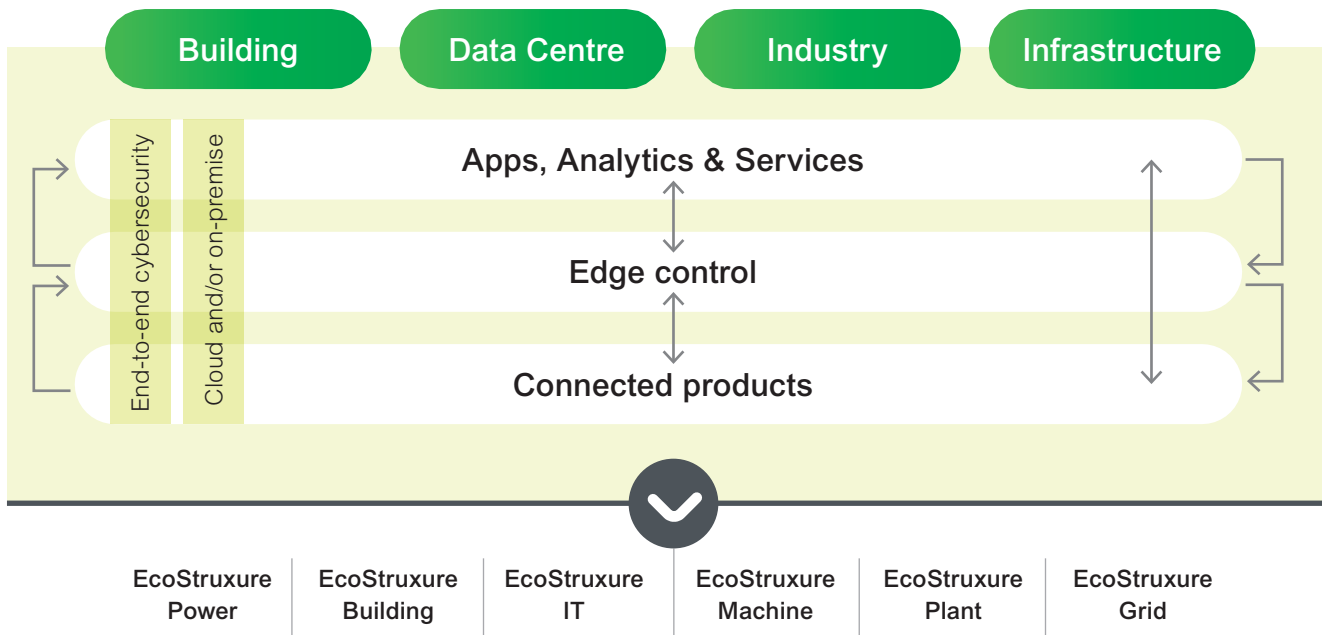 Building
Data Centre
Industry
Infrastructure
End-to-end cybersecurity
Cloud and/or on-premise
Apps, Analytics & Services
Edge control
Connected products
EcoStruxure
Power
EcoStruxure
Building
EcoStruxure
IT
EcoStruxure
Machine
EcoStruxure
Plant
EcoStruxure
Grid